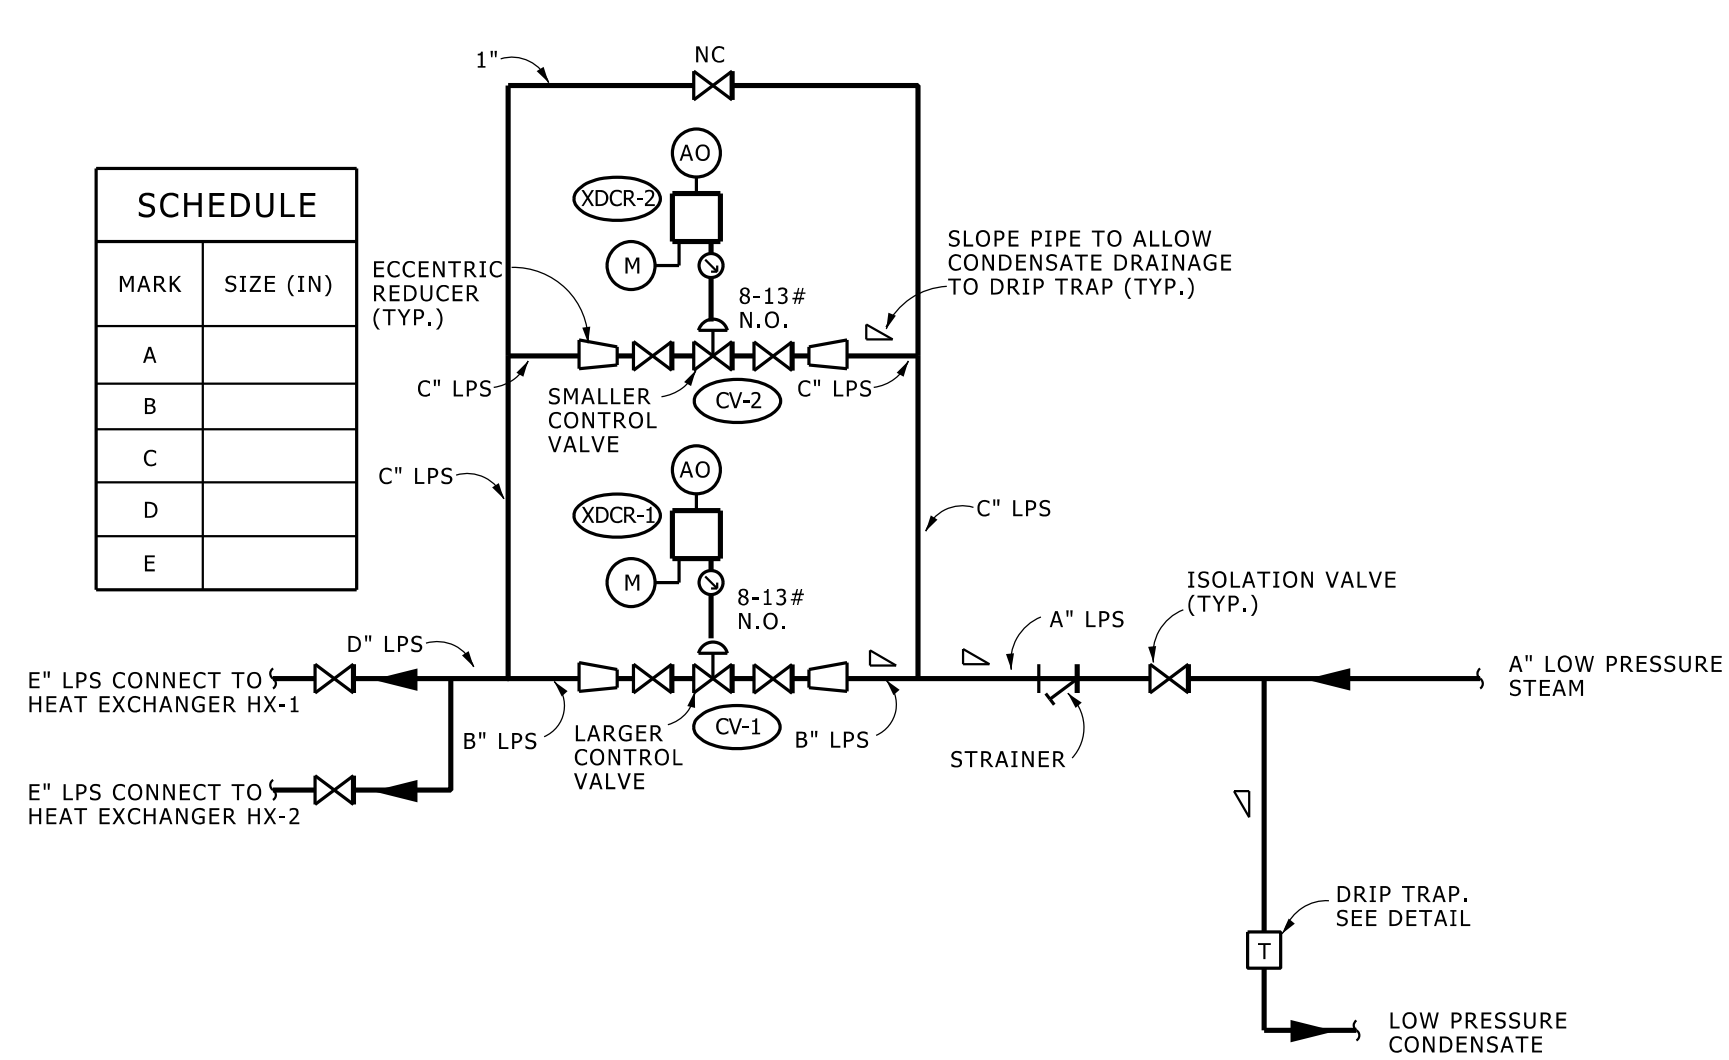 1"
NC
AO
XDCR-2
M
SCHEDULE
MARK
SIZE (IN)
A
B
C
D
E
ECCENTRIC
REDUCER
(TYP.)
8-13#
N.O.
SLOPE PIPE TO ALLOW
CONDENSATE DRAINAGE
TO DRIP TRAP (TYP.)
C" LPS
SMALLER
CONTROL
VALVE
CV-2
C" LPS
C" LPS
AO
XDCR-1
M
8-13#
N.O.
C" LPS
ISOLATION VALVE
(TYP.)
A" LPS
D" LPS
E" LPS CONNECT TO
HEAT EXCHANGER HX-1
B" LPS
LARGER
CONTROL
VALVE
CV-1
B" LPS
STRAINER
A" LOW PRESSURE
STEAM
E" LPS CONNECT TO
HEAT EXCHANGER HX-2
DRIP TRAP.
SEE DETAIL
T
LOW PRESSURE
CONDENSATE